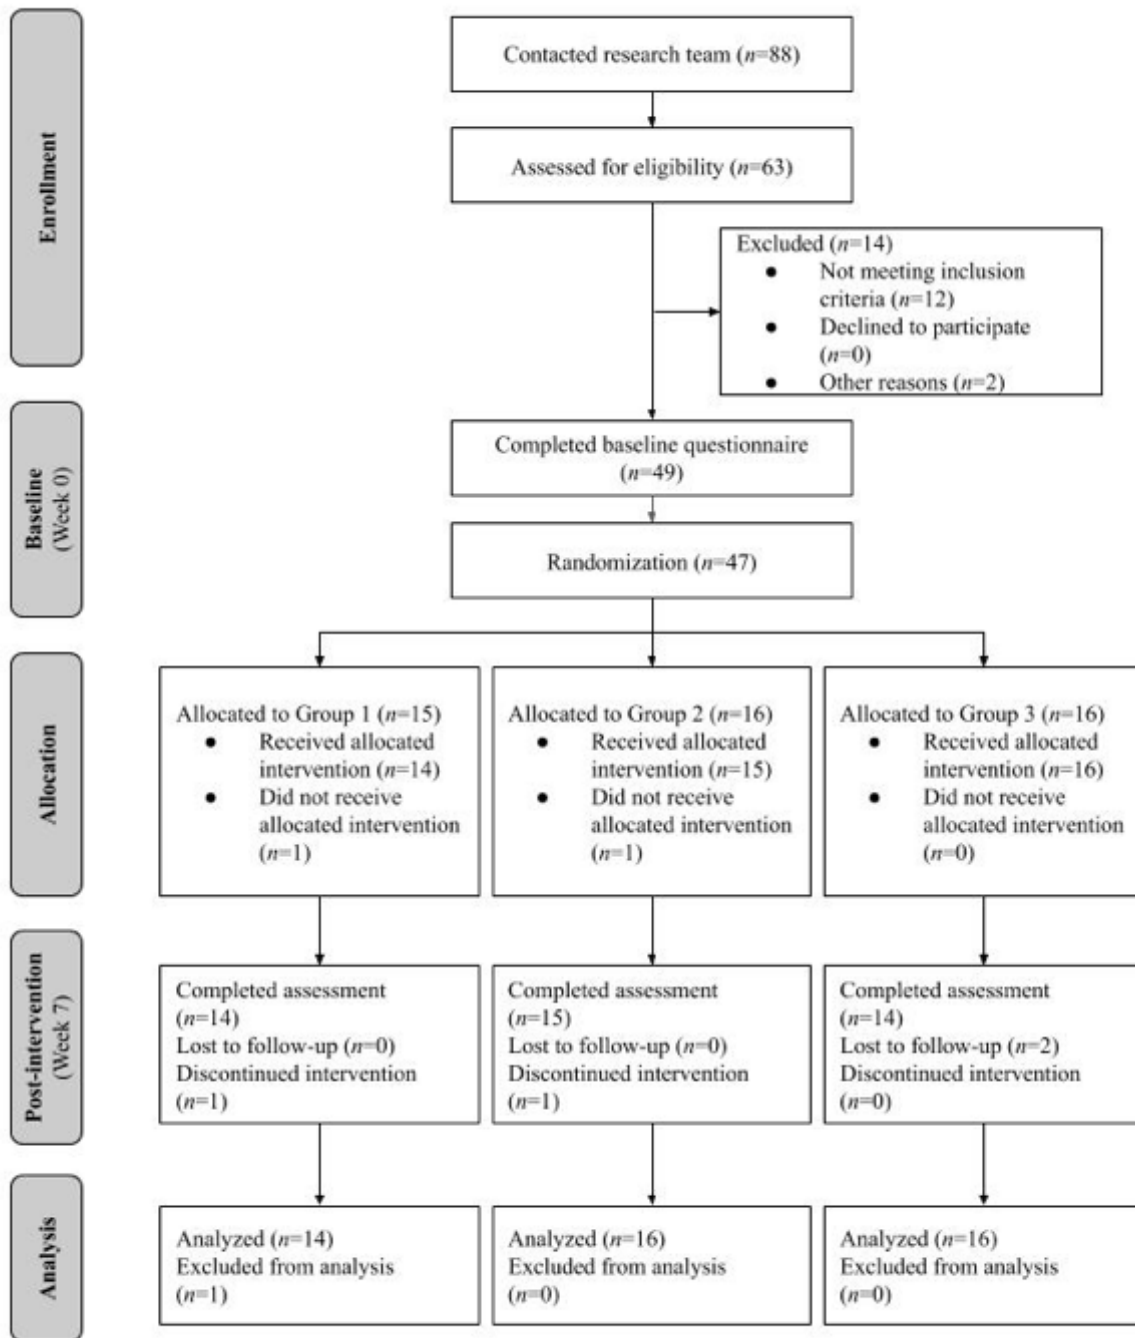 Enrollment
Contacted research team (n=88)
Assessed for eligibility (n=63)
Excluded (n=14)
● Not meeting inclusion
criteria (n=12)
● Declined to participate
(n=0)
● Other reasons (n=2)
Baseline
(Week 0)
Completed baseline questionnaire
(n=49)
Randomization (n=47)
Allocation
Allocated to Group 1 (n=15)
● Received allocated
intervention (n=14)
● Did not receive
allocated intervention
(n=1)
Allocated to Group 2 (n=16)
● Received allocated
intervention (n=15)
● Did not receive
allocated intervention
(n=1)
Allocated to Group 3 (n=16)
● Received allocated
intervention (n=16)
● Did not receive
allocated intervention
(n=0)
Post-intervention
(Week 7)
Completed assessment
(n=14)
Lost to follow-up (n=0)
Discontinued intervention
(n=1)
Completed assessment
(n=15)
Lost to follow-up (n=0)
Discontinued intervention
(n=1)
Completed assessment
(n=14)
Lost to follow-up (n=2)
Discontinued intervention
(n=0)
Analysis
Analyzed (n=14)
Excluded from analysis
(n=1)
Analyzed (n=16)
Excluded from analysis
(n=0)
Analyzed (n=16)
Excluded from analysis
(n=0)